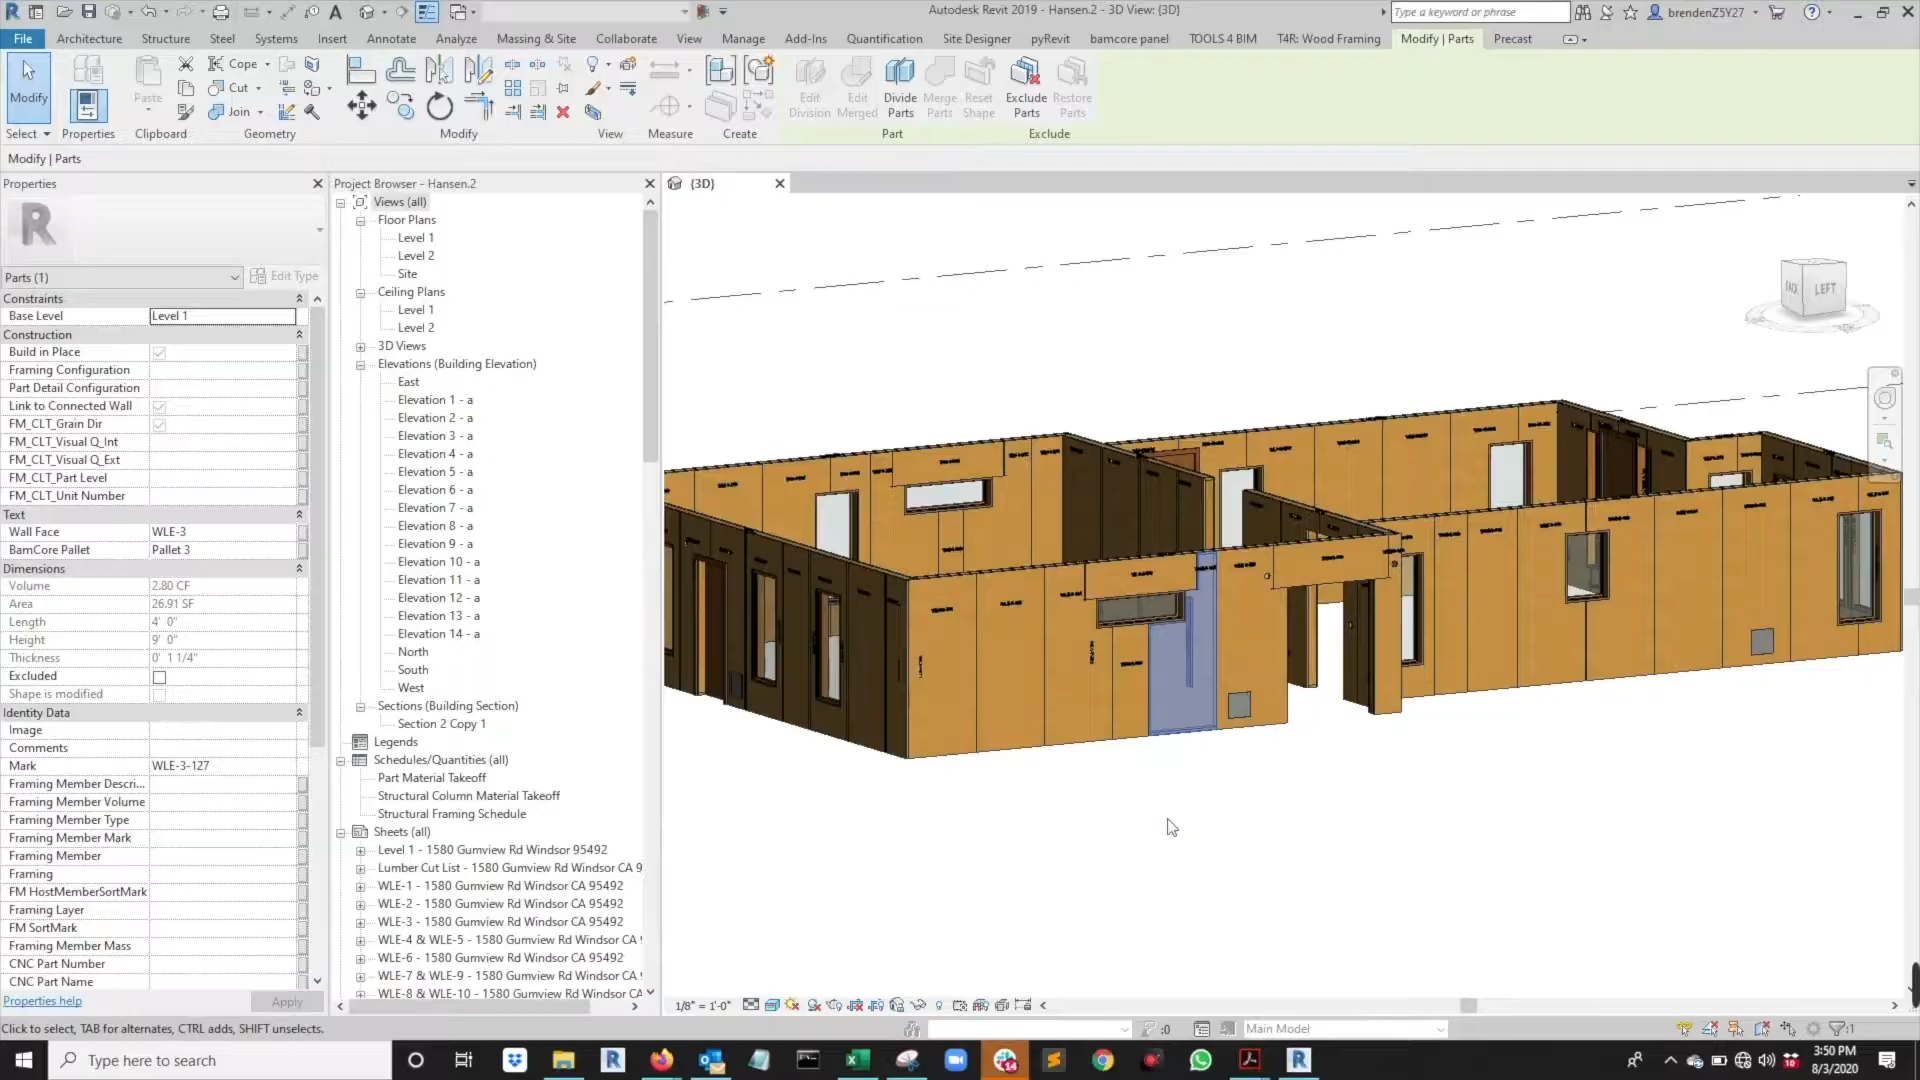 Autodesk Revit 2019 - Hansen.2 - 3D View: {3D}
Type a keyword or phrase
brendenZ5Y27
File Architecture Structure Steel Systems Insert Annotate Analyze Massing & Site Collaborate View Manage Add-Ins Quantification Site Designer pyRevit bamcore panel TOOLS 4 BIM T4R: Wood Framing Modify | Parts Precast
Modify
Paste
Cope
Cut
Join
Edit Division
Edit Merged
Divide Parts
Merge Parts
Reset Shape
Exclude Parts
Restore Parts
Select Properties Clipboard Geometry Modify View Measure Create Part Exclude
Modify | Parts
Properties
Parts (1)
Edit Type
Constraints
Base Level Level 1
Construction
Build in Place
Framing Configuration
Part Detail Configuration
Link to Connected Wall
FM_CLT_Grain Dir
FM_CLT_Visual Q_Int
FM_CLT_Visual Q_Ext
FM_CLT_Part Level
FM_CLT_Unit Number
Text
Wall Face WLE-3
BamCore Pallet Pallet 3
Dimensions
Volume 2.80 CF
Area 26.91 SF
Length 4' 0"
Height 9' 0"
Thickness 0' 1 1/4"
Excluded
Shape is modified
Identity Data
Image
Comments
Mark WLE-3-127
Framing Member Descri...
Framing Member Volume
Framing Member Type
Framing Member Mark
Framing Member
Framing
FM HostMemberSortMark
Framing Layer
FM SortMark
Framing Member Mass
CNC Part Number
CNC Part Name
Properties help
Apply
Project Browser - Hansen.2
Views (all)
Floor Plans
Level 1
Level 2
Site
Ceiling Plans
Level 1
Level 2
3D Views
Elevations (Building Elevation)
East
Elevation 1 - a
Elevation 2 - a
Elevation 3 - a
Elevation 4 - a
Elevation 5 - a
Elevation 6 - a
Elevation 7 - a
Elevation 8 - a
Elevation 9 - a
Elevation 10 - a
Elevation 11 - a
Elevation 12 - a
Elevation 13 - a
Elevation 14 - a
North
South
West
Sections (Building Section)
Section 2 Copy 1
Legends
Schedules/Quantities (all)
Part Material Takeoff
Structural Column Material Takeoff
Structural Framing Schedule
Sheets (all)
Level 1 - 1580 Gumview Rd Windsor 95492
Lumber Cut List - 1580 Gumview Rd Windsor CA 9
WLE-1 - 1580 Gumview Rd Windsor CA 95492
WLE-2 - 1580 Gumview Rd Windsor CA 95492
WLE-3 - 1580 Gumview Rd Windsor CA 95492
WLE-4 & WLE-5 - 1580 Gumview Rd Windsor CA
WLE-6 - 1580 Gumview Rd Windsor CA 95492
WLE-7 & WLE-9 - 1580 Gumview Rd Windsor CA
WLE-8 & WLE-10 - 1580 Gumview Rd Windsor CA
{3D}
BACK LEFT
1/8" = 1'-0"
Click to select, TAB for alternates, CTRL adds, SHIFT unselects.
:0
Main Model
:1
Type here to search
14
10
3:50 PM
8/3/2020